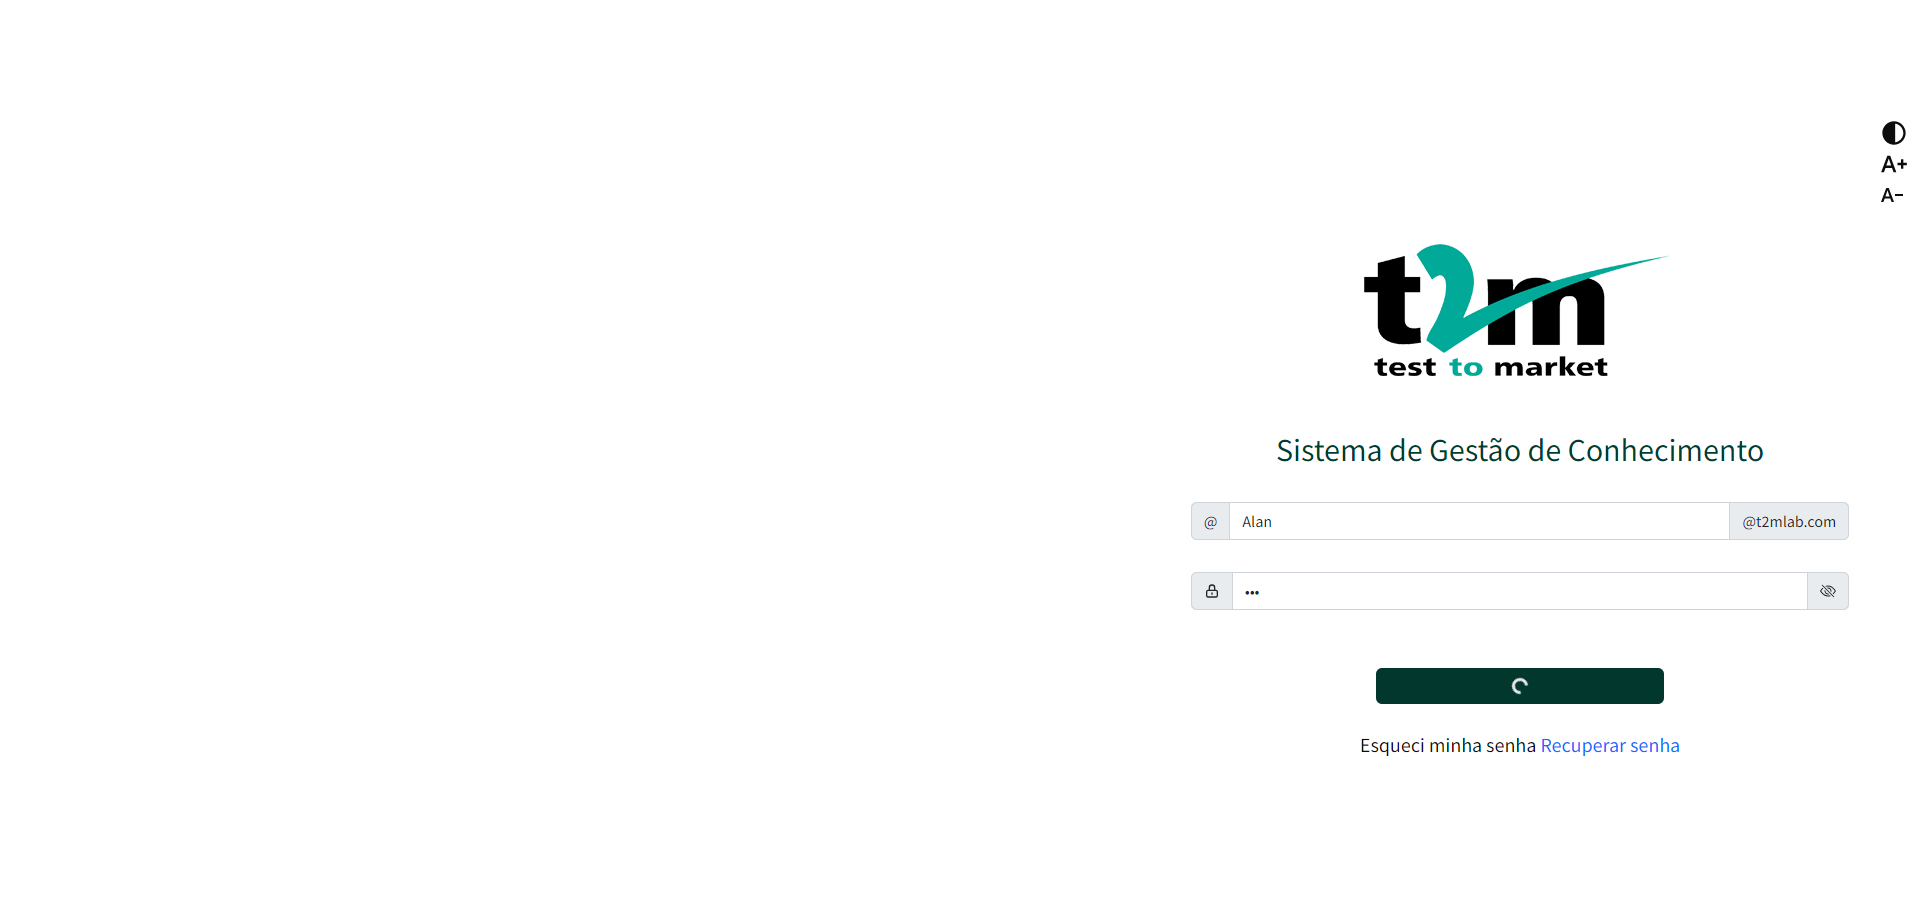 A+
A-
t2m
test to market
Sistema de Gestão de Conhecimento
@ Alan @t2mlab.com
•••
Esqueci minha senha Recuperar senha